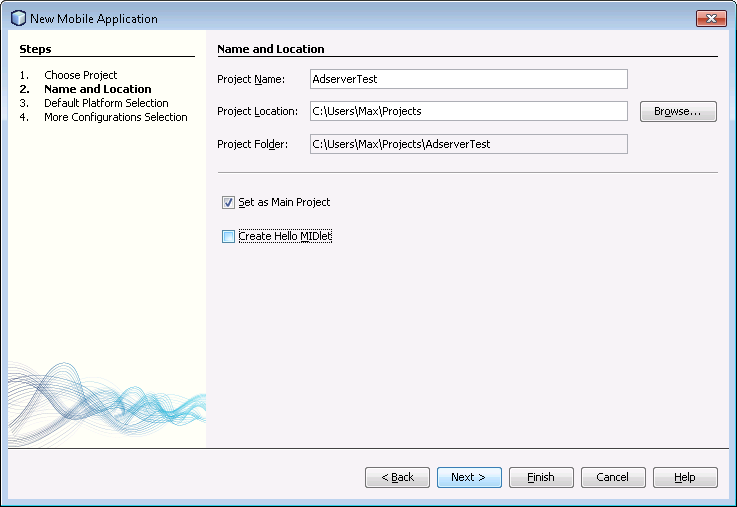 New Mobile Application
Steps
1. Choose Project
2. Name and Location
3. Default Platform Selection
4. More Configurations Selection
Name and Location
Project Name: AdserverTest
Project Location: C:\Users\Max\Projects Browse...
Project Folder: C:\Users\Max\Projects\AdserverTest
Set as Main Project
Create Hello MIDlet
< Back Next > Finish Cancel Help